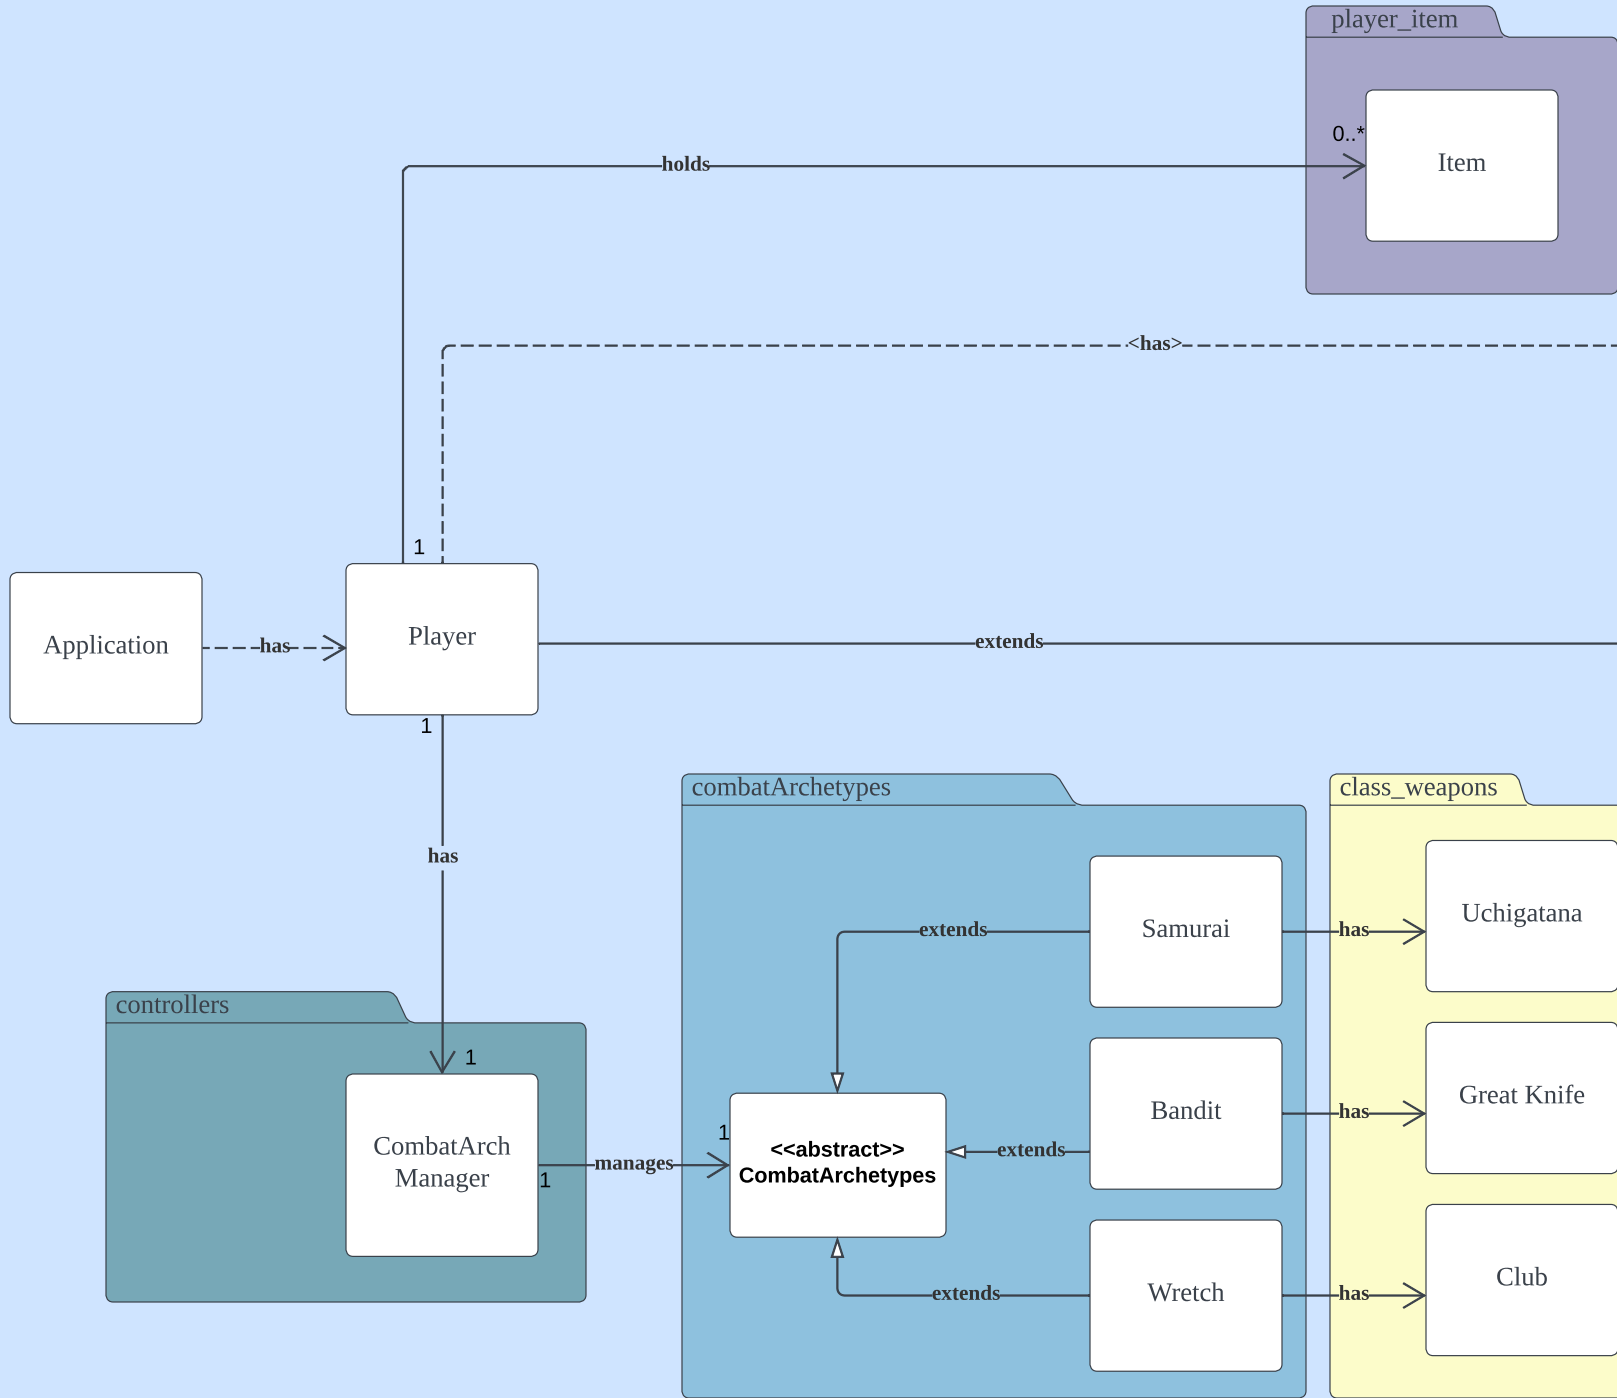 player_item
0..*
Item
holds
<has>
1
Application
has
Player
extends
1
has
combatArchetypes
class_weapons
Samurai
extends
has
Uchigatana
controllers
1
CombatArch
Manager
1
manages
1
<<abstract>>
CombatArchetypes
extends
Bandit
has
Great Knife
extends
Wretch
has
Club